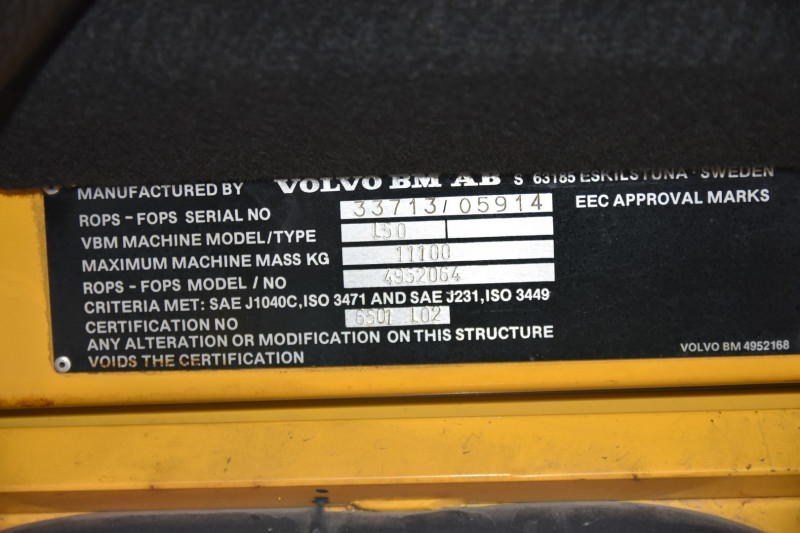 MANUFACTURED BY VOLVO BM AB S 63185 ESKILSTUNA · SWEDEN
ROPS - FOPS SERIAL NO 33713/05914 EEC APPROVAL MARKS
VBM MACHINE MODEL/TYPE L50
MAXIMUM MACHINE MASS KG 11100
ROPS - FOPS MODEL / NO 4952064
CRITERIA MET: SAE J1040C, ISO 3471 AND SAE J231, ISO 3449
CERTIFICATION NO 6501 L02
ANY ALTERATION OR MODIFICATION ON THIS STRUCTURE
VOIDS THE CERTIFICATION
VOLVO BM 4952168